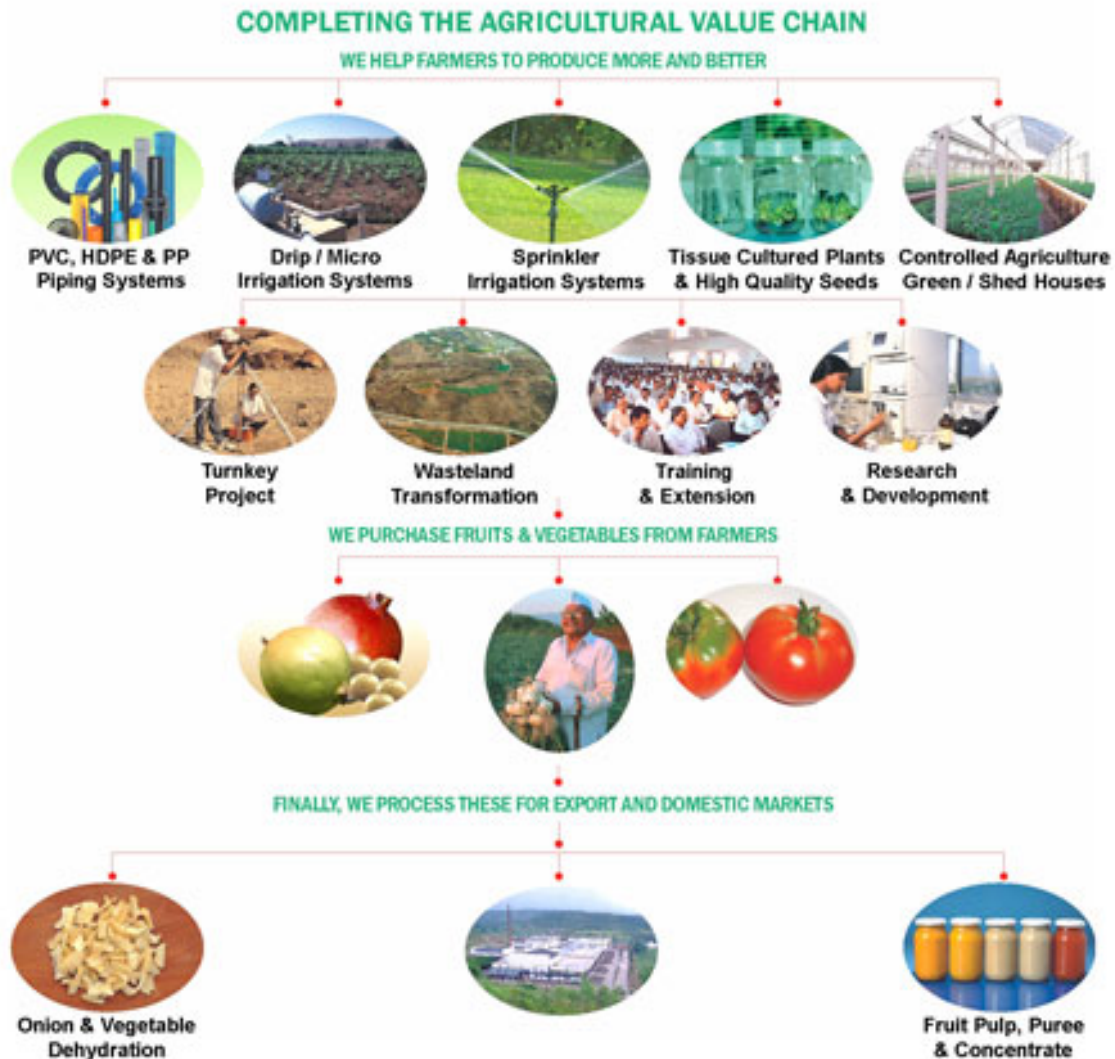 COMPLETING THE AGRICULTURAL VALUE CHAIN
WE HELP FARMERS TO PRODUCE MORE AND BETTER
PVC, HDPE & PP
Piping Systems
Drip / Micro
Irrigation Systems
Sprinkler
Irrigation Systems
Tissue Cultured Plants
& High Quality Seeds
Controlled Agriculture
Green / Shed Houses
Turnkey
Project
Wasteland
Transformation
Training
& Extension
Research
& Development
WE PURCHASE FRUITS & VEGETABLES FROM FARMERS
FINALLY, WE PROCESS THESE FOR EXPORT AND DOMESTIC MARKETS
Onion & Vegetable
Dehydration
Fruit Pulp, Puree
& Concentrate